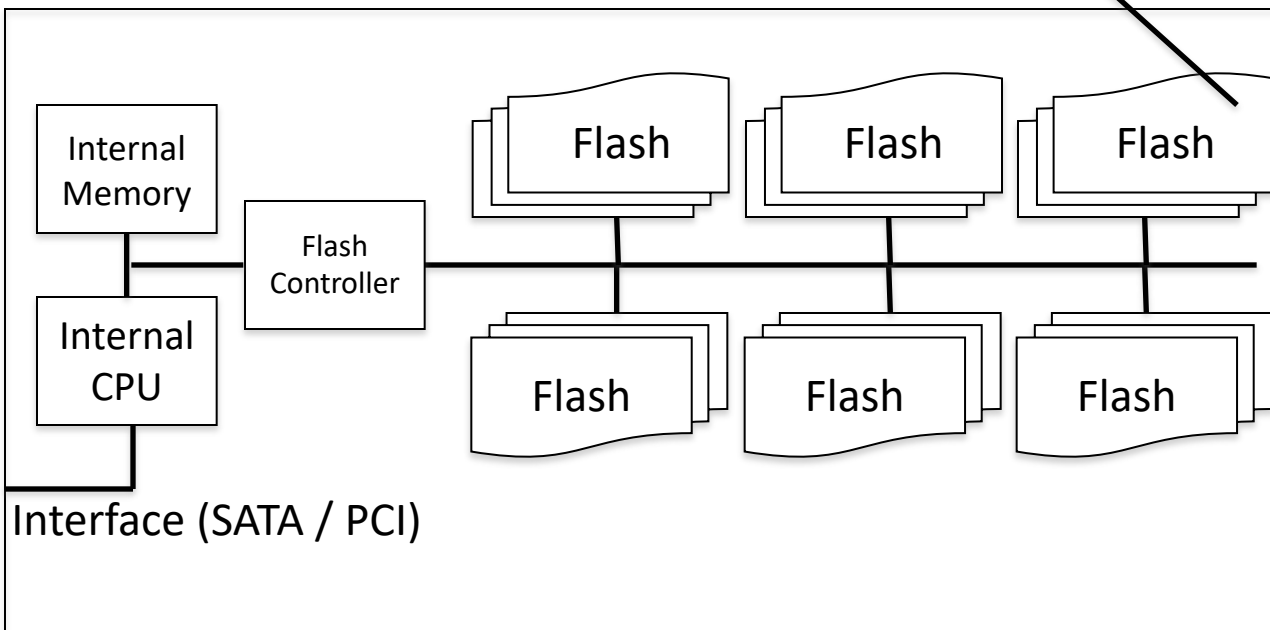 Internal
Memory
Flash
Controller
Internal
CPU
Interface (SATA / PCI)
Flash
Flash
Flash
Flash
Flash
Flash